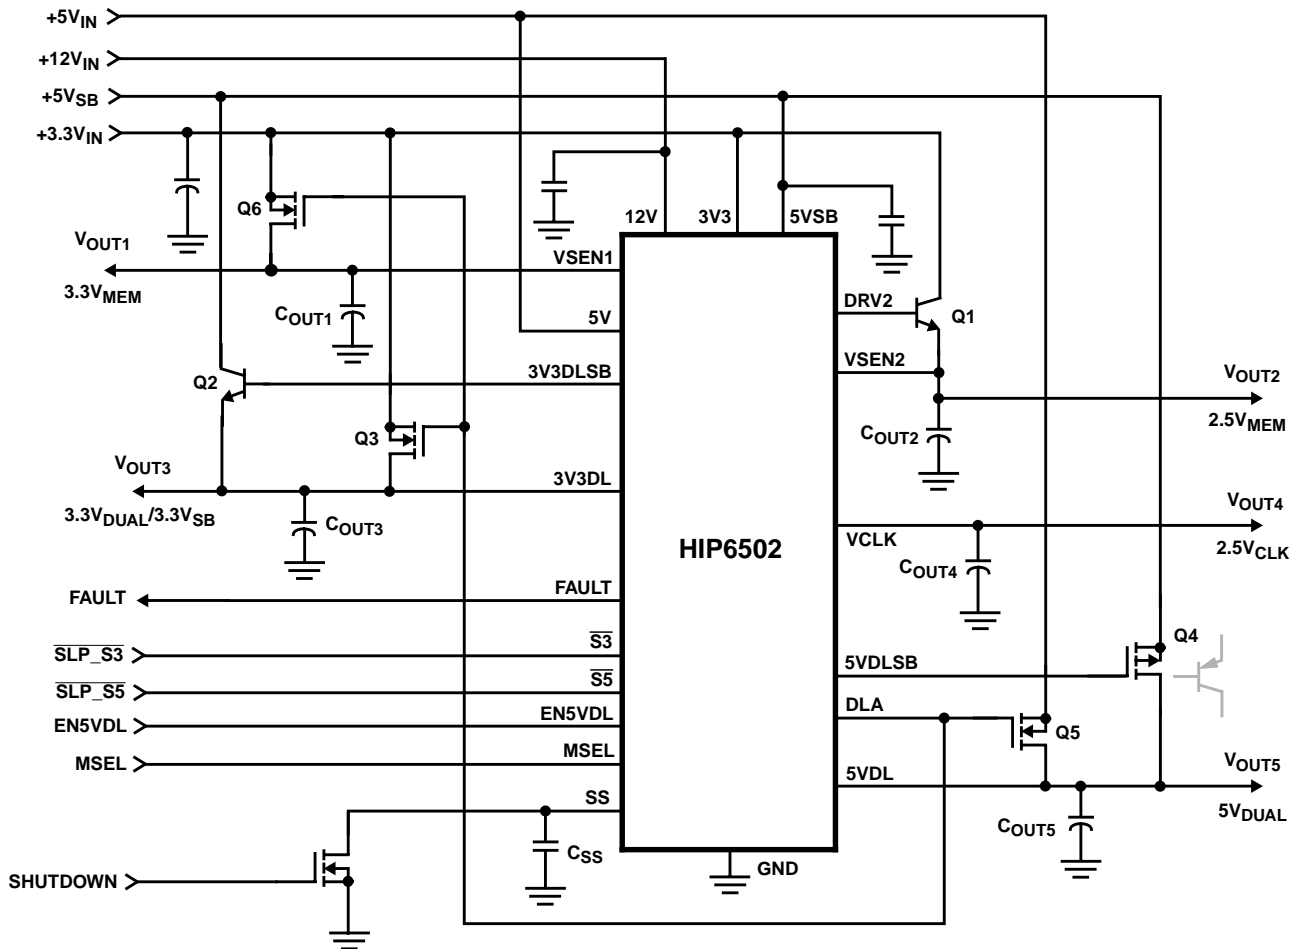 +5VIN
+12VIN
+5VSB
+3.3VIN
Q6
12V
3V3
5VSB
VOUT1
VSEN1
3.3VMEM
COUT1
5V
DRV2
Q1
Q2
3V3DLSB
VSEN2
VOUT2
2.5VMEM
Q3
COUT2
VOUT3
3V3DL
3.3VDUAL/3.3VSB
COUT3
HIP6502
VCLK
VOUT4
2.5VCLK
COUT4
FAULT
FAULT
SLP_S3
S3
Q4
5VDLSB
SLP_S5
S5
EN5VDL
EN5VDL
DLA
Q5
MSEL
MSEL
5VDL
VOUT5
5VDUAL
SS
COUT5
CSS
GND
SHUTDOWN